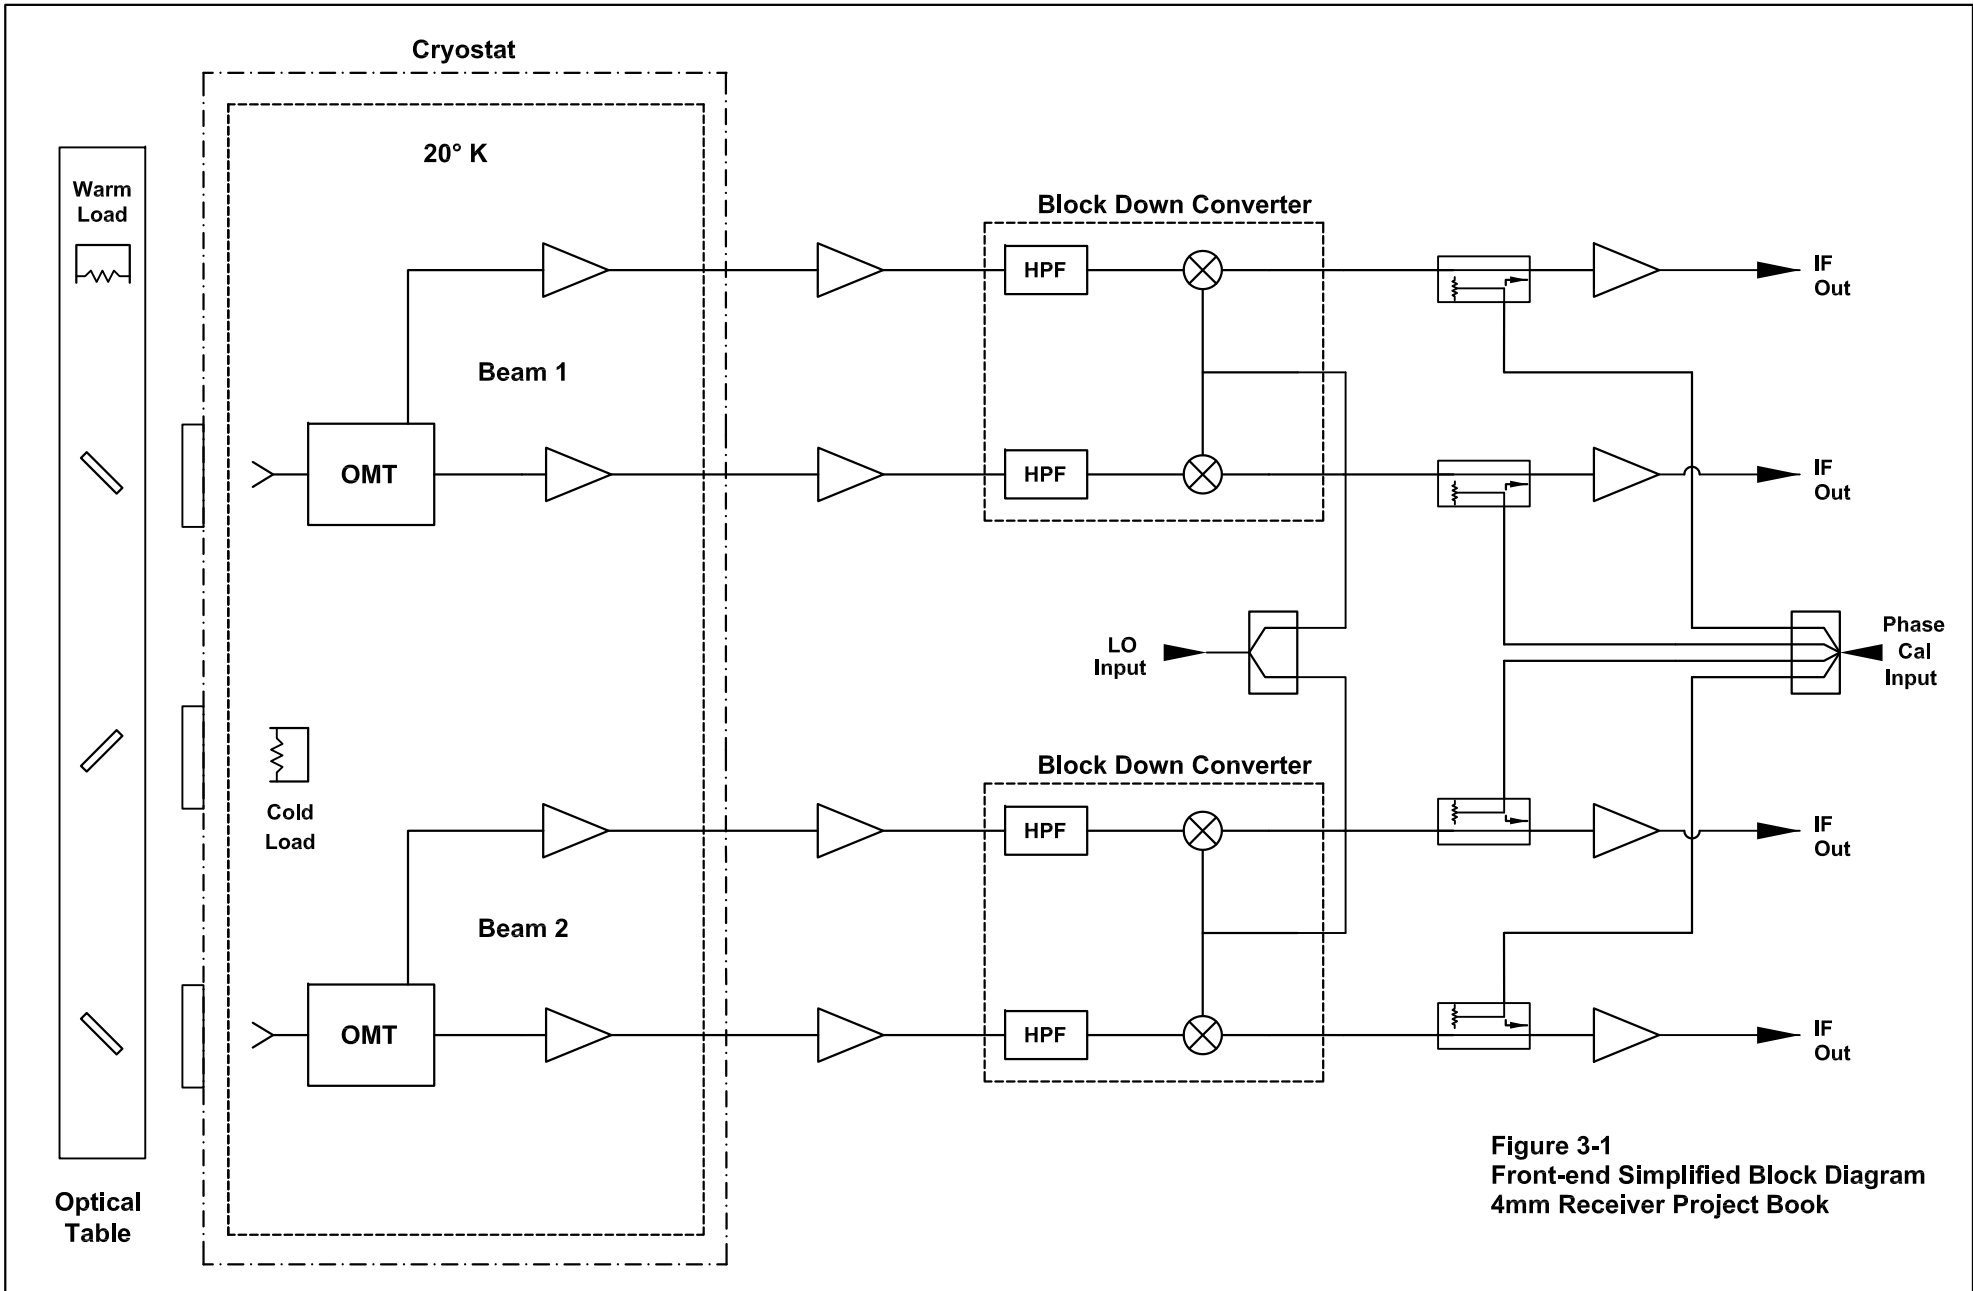 Cryostat
20° K
Warm
Load
Block Down Converter
HPF
IF
Out
Beam 1
OMT
HPF
IF
Out
LO
Input
Phase
Cal
Input
Cold
Load
Block Down Converter
HPF
IF
Out
Beam 2
OMT
HPF
IF
Out
Optical
Table
Figure 3-1
Front-end Simplified Block Diagram
4mm Receiver Project Book